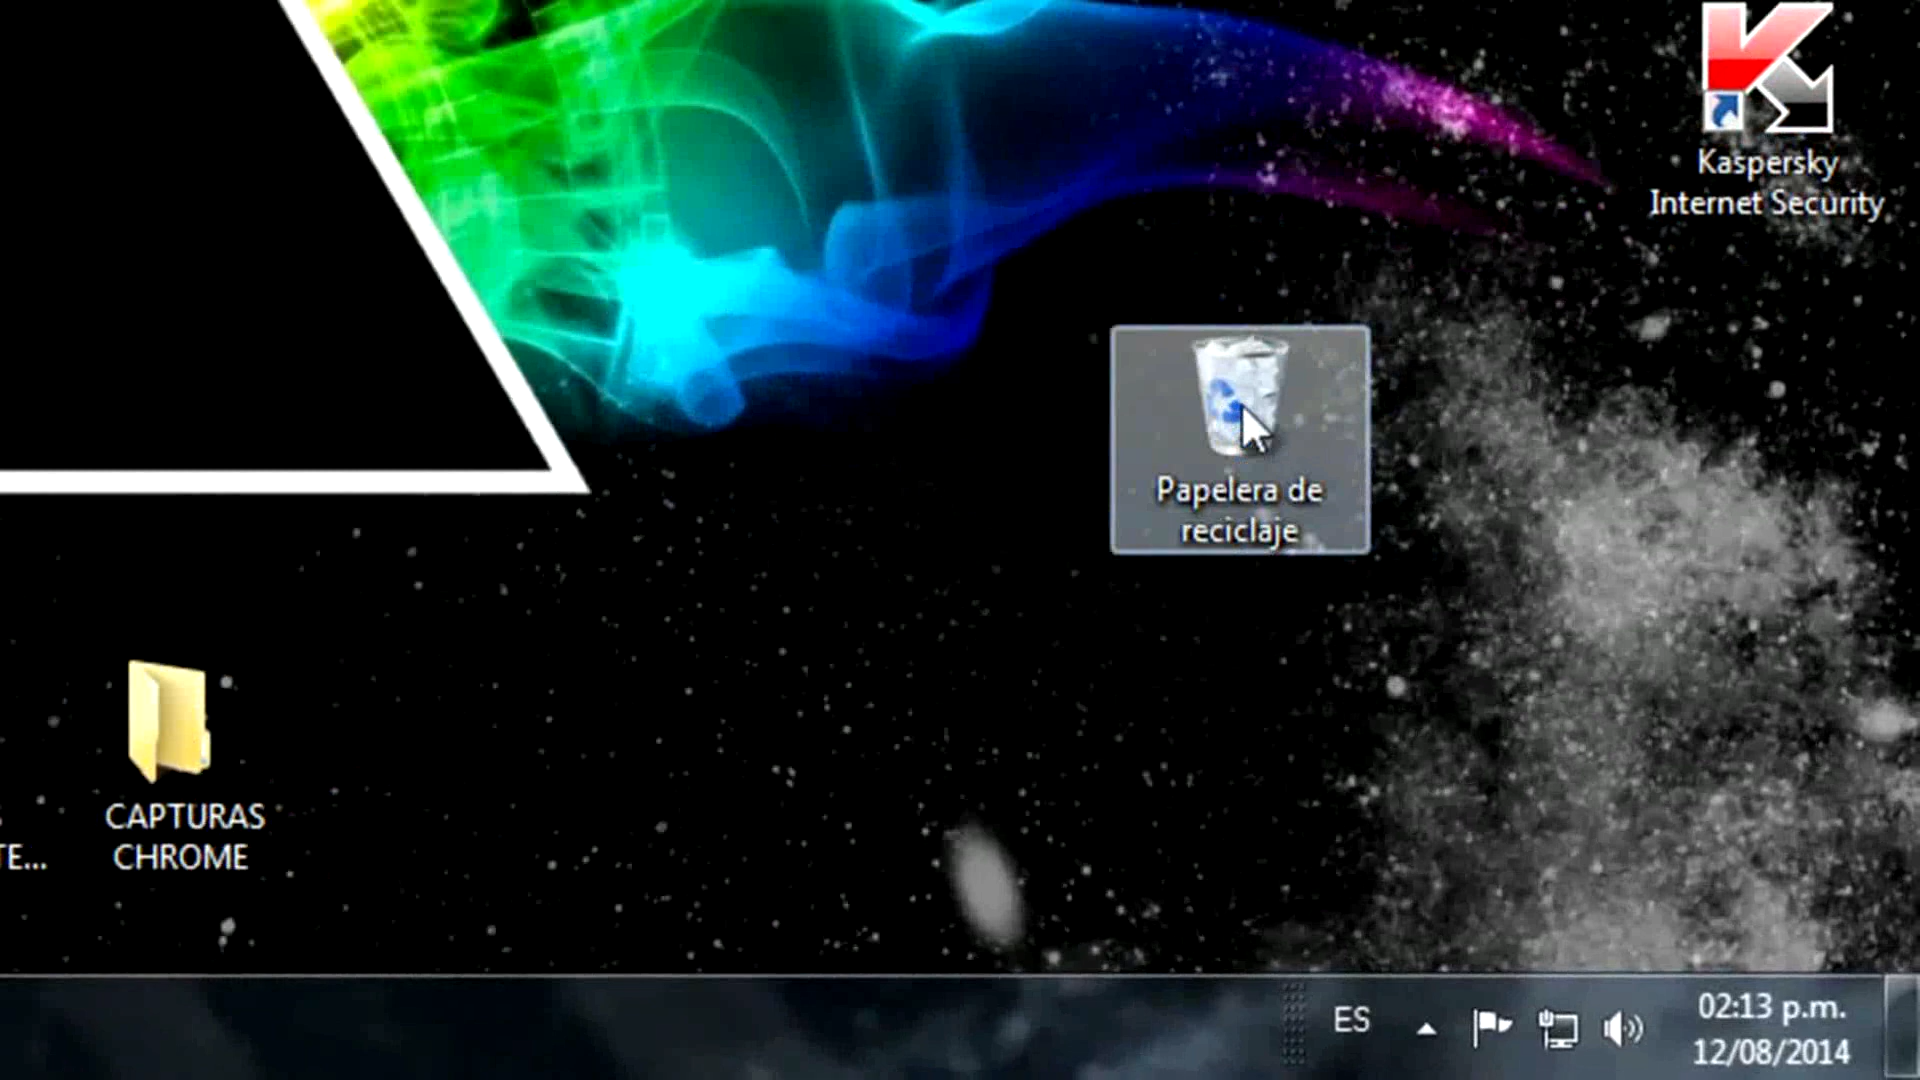 Kaspersky
Internet Security
Papelera de
reciclaje
CAPTURAS
CHROME
TE...
ES
02:13 p.m.
12/08/2014